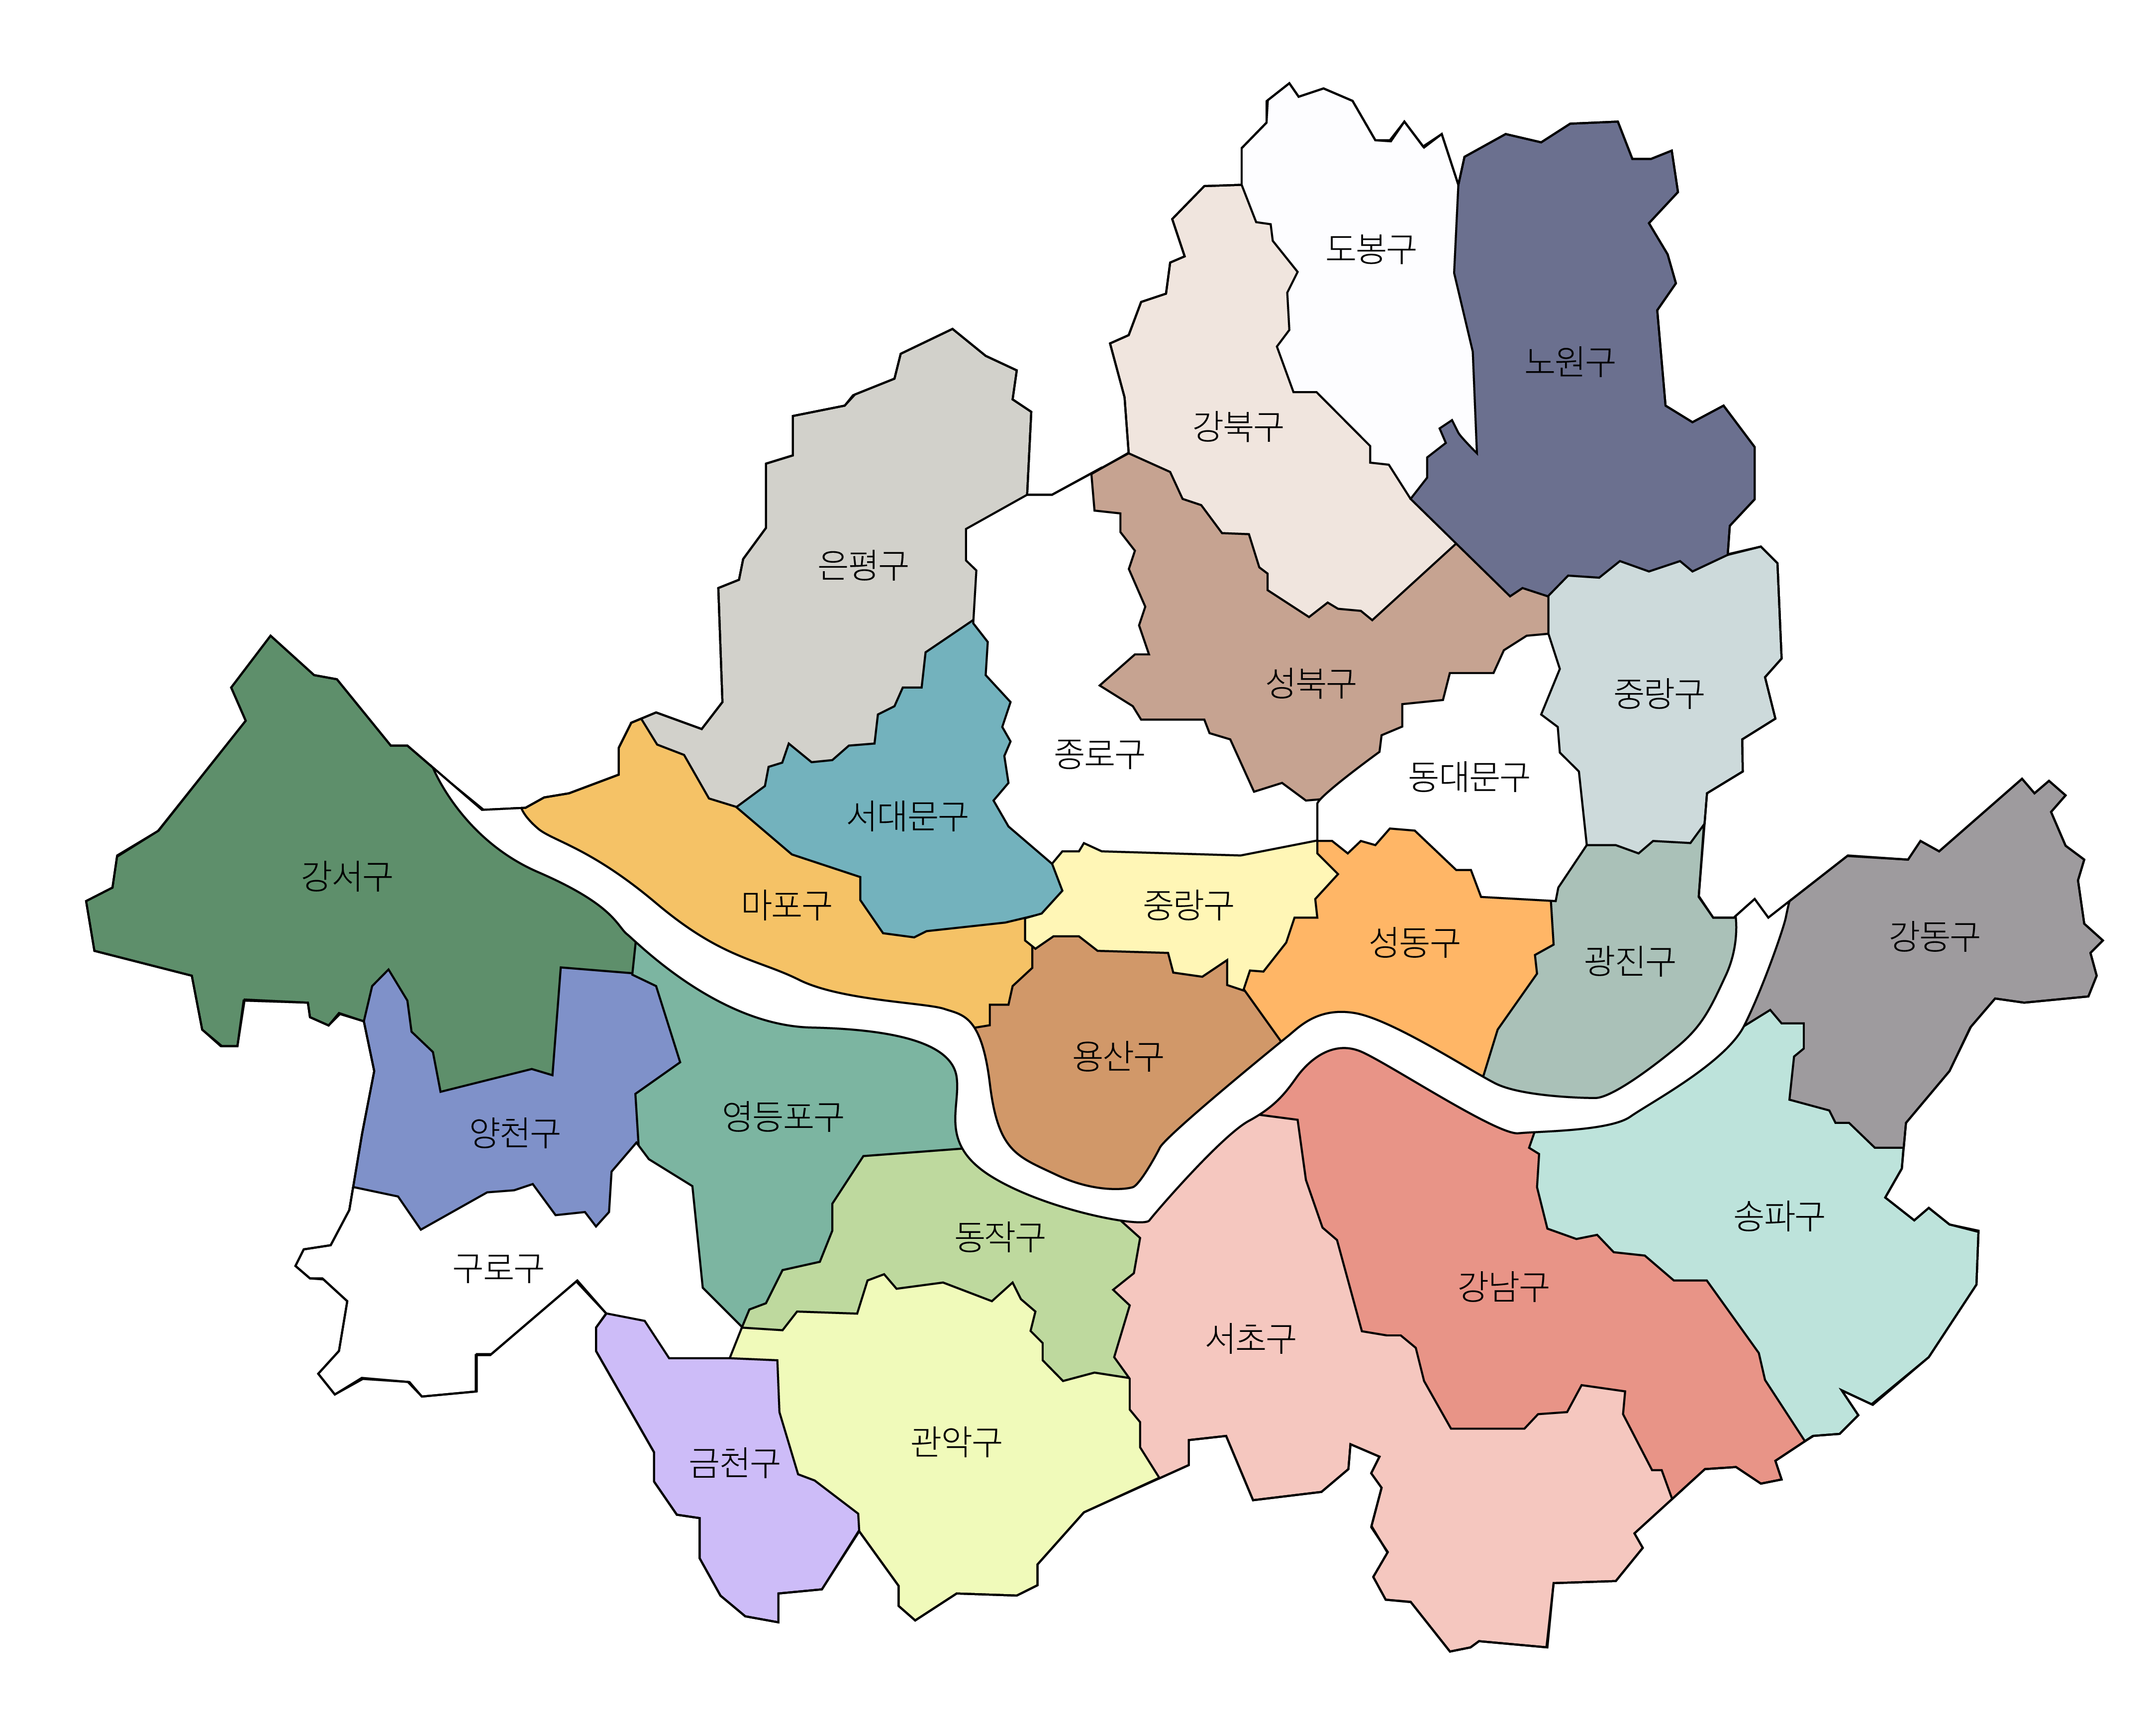 도봉구
노원구
강북구
은평구
성북구
중랑구
종로구
동대문구
서대문구
강서구
마포구
중랑구
성동구
강동구
광진구
용산구
영등포구
양천구
송파구
동작구
구로구
강남구
서초구
관악구
금천구